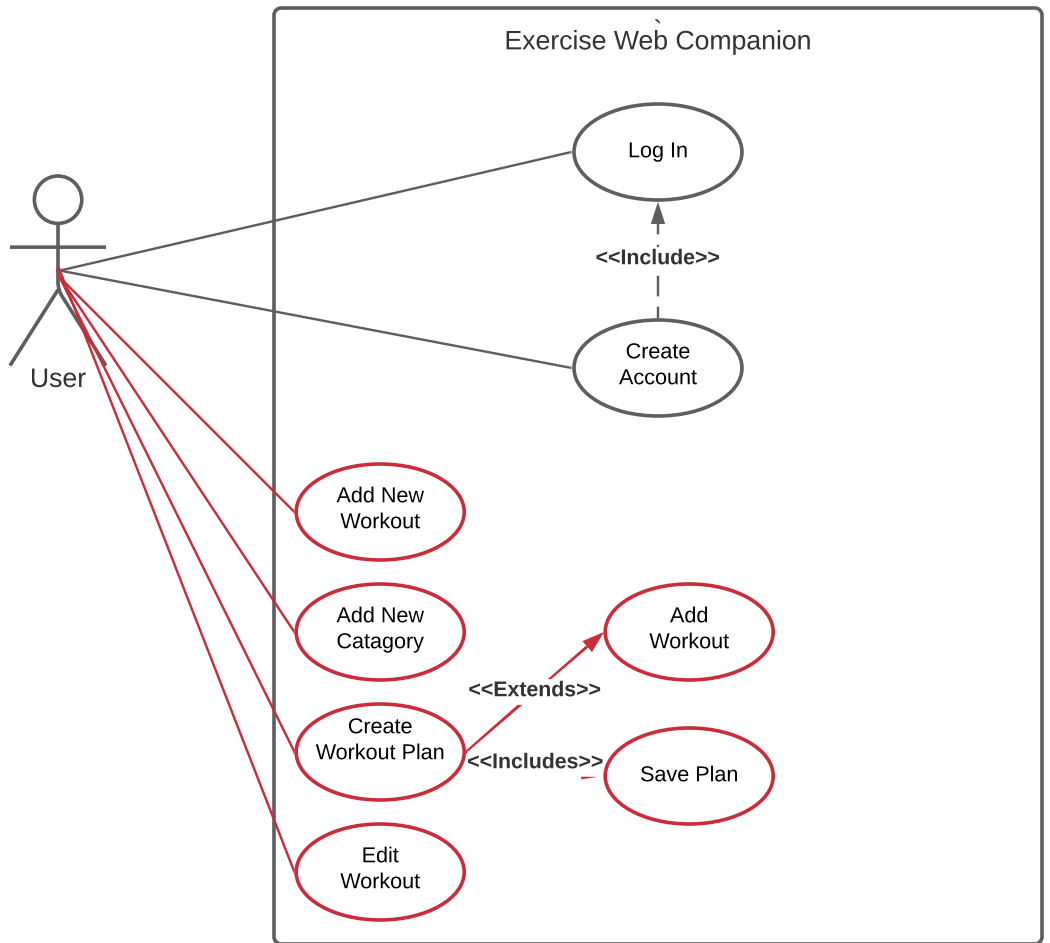 Exercise Web Companion
Log In
<<Include>>
Create
Account
User
Add New
Workout
Add New
Catagory
Add
Workout
<<Extends>>
Create
Workout Plan
<<Includes>>
Save Plan
Edit
Workout